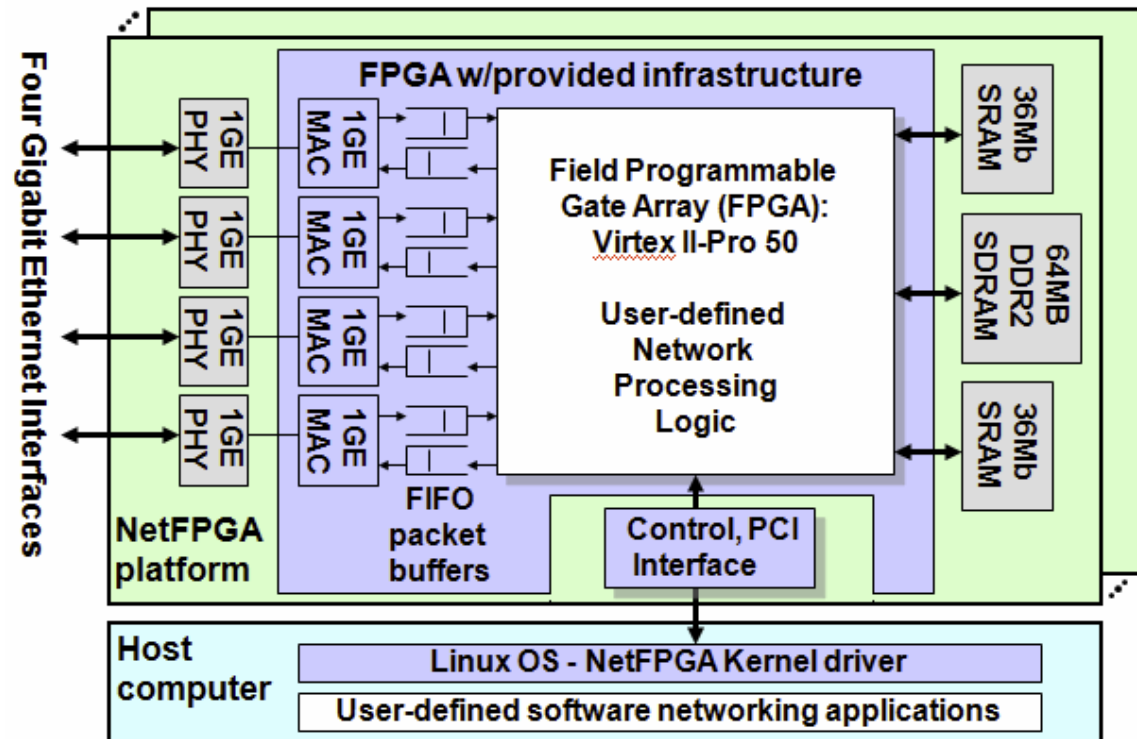 Four Gigabit Ethernet Interfaces
FPGA w/provided infrastructure
1GE
PHY
1GE
MAC
1GE
PHY
1GE
MAC
1GE
PHY
1GE
MAC
1GE
PHY
1GE
MAC
FIFO
packet
buffers
Field Programmable
Gate Array (FPGA):
Virtex II-Pro 50
User-defined
Network
Processing
Logic
36Mb
SRAM
64MB
DDR2
SDRAM
36Mb
SRAM
NetFPGA
platform
Control, PCI
Interface
Host
computer
Linux OS - NetFPGA Kernel driver
User-defined software networking applications